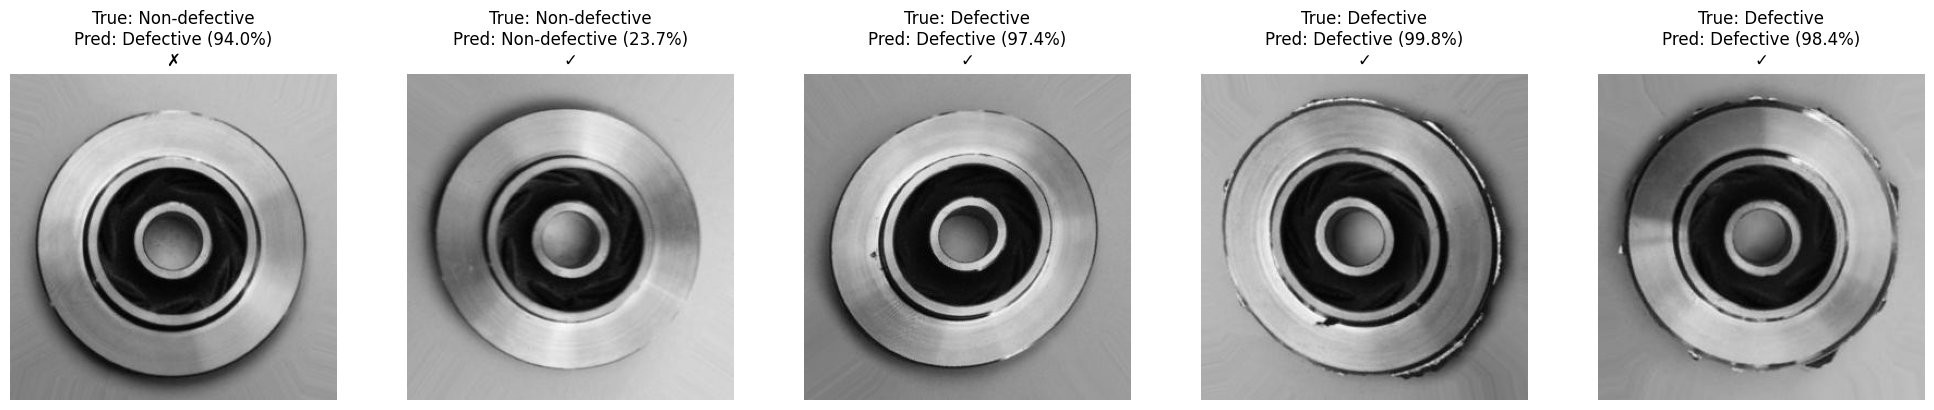 True: Non-defective
Pred: Defective (94.0%)
✗
True: Non-defective
Pred: Non-defective (23.7%)
✓
True: Defective
Pred: Defective (97.4%)
✓
True: Defective
Pred: Defective (99.8%)
✓
True: Defective
Pred: Defective (98.4%)
✓